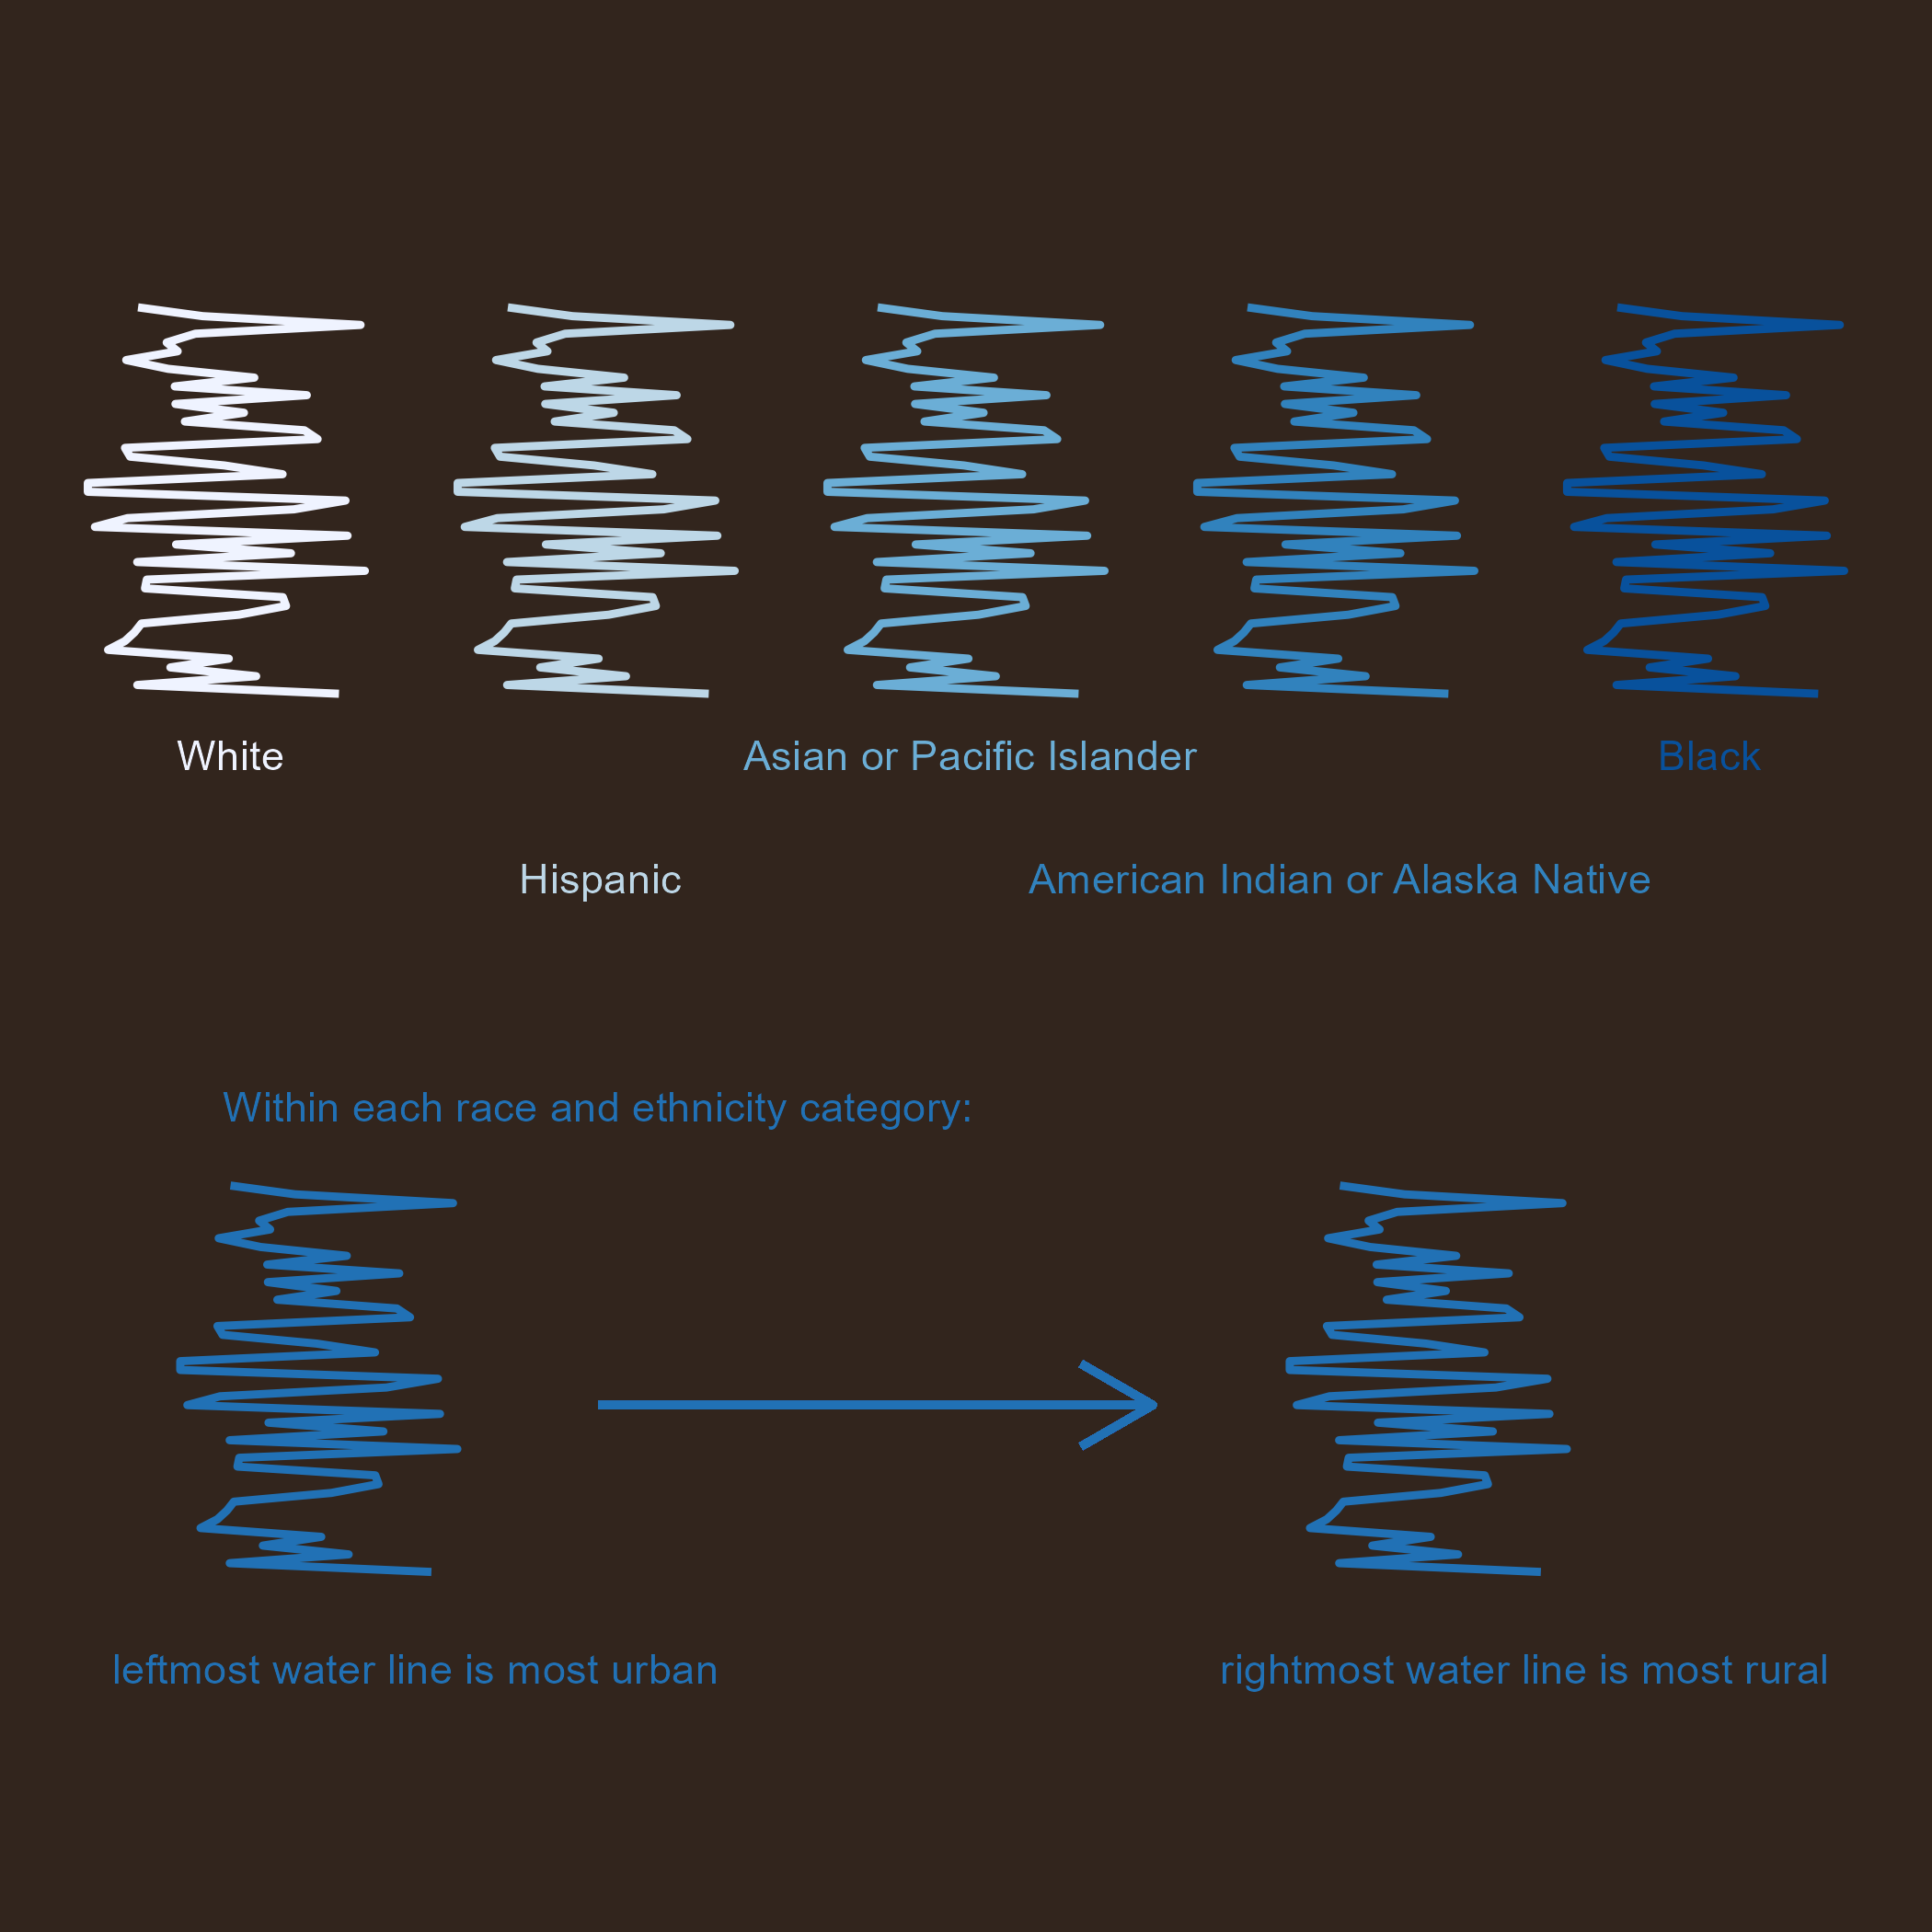 White
Asian or Pacific Islander
Black
Hispanic
American Indian or Alaska Native
Within each race and ethnicity category:
leftmost water line is most urban
rightmost water line is most rural